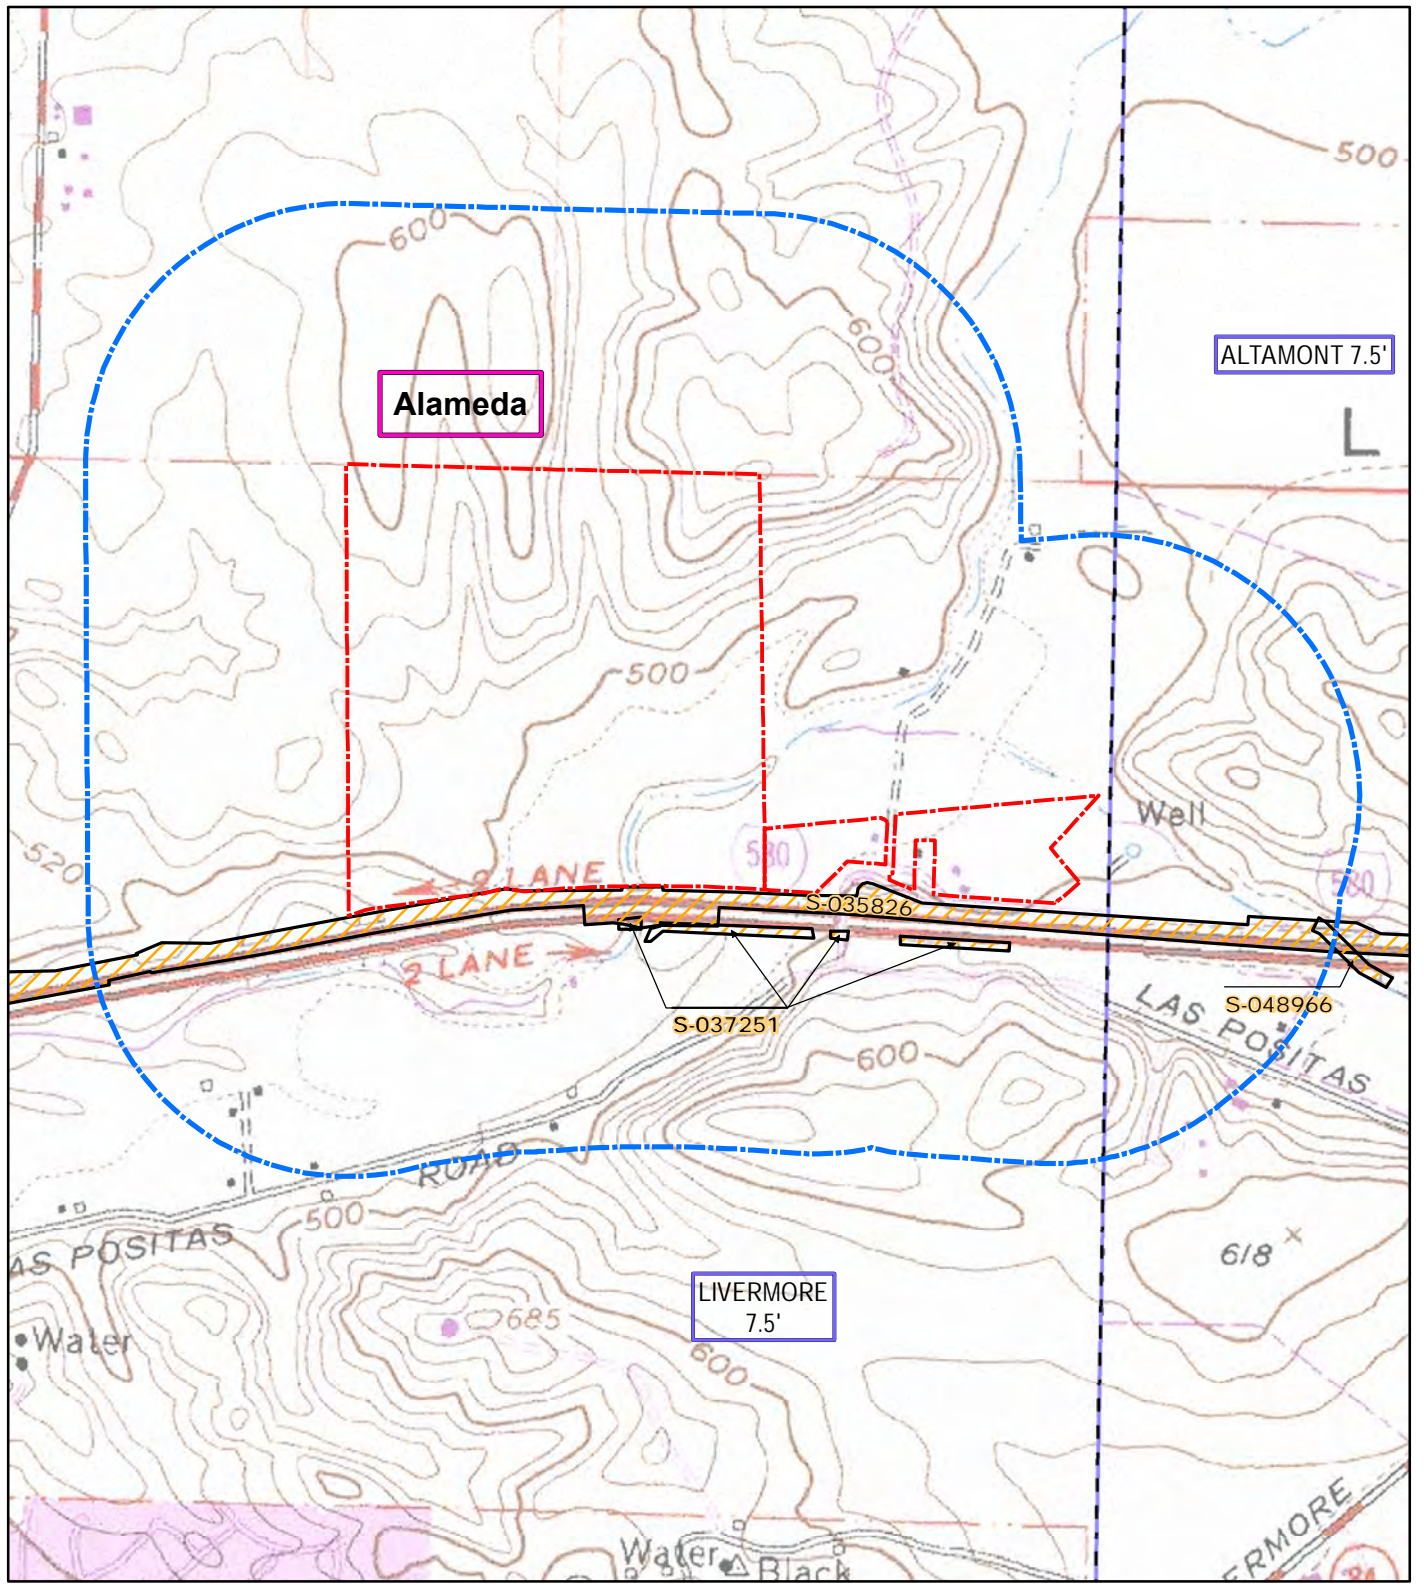 500
600
ALTAMONT 7.5'
600
Alameda
L
500
Well
520
580
580
2 LANE
S-035826
2 LANE
LAS POSITAS
S-048966
S-037251
600
ROAD
500
AS POSITAS
618
LIVERMORE
7.5'
685
Water
600
ERMORE
Water
Black
84